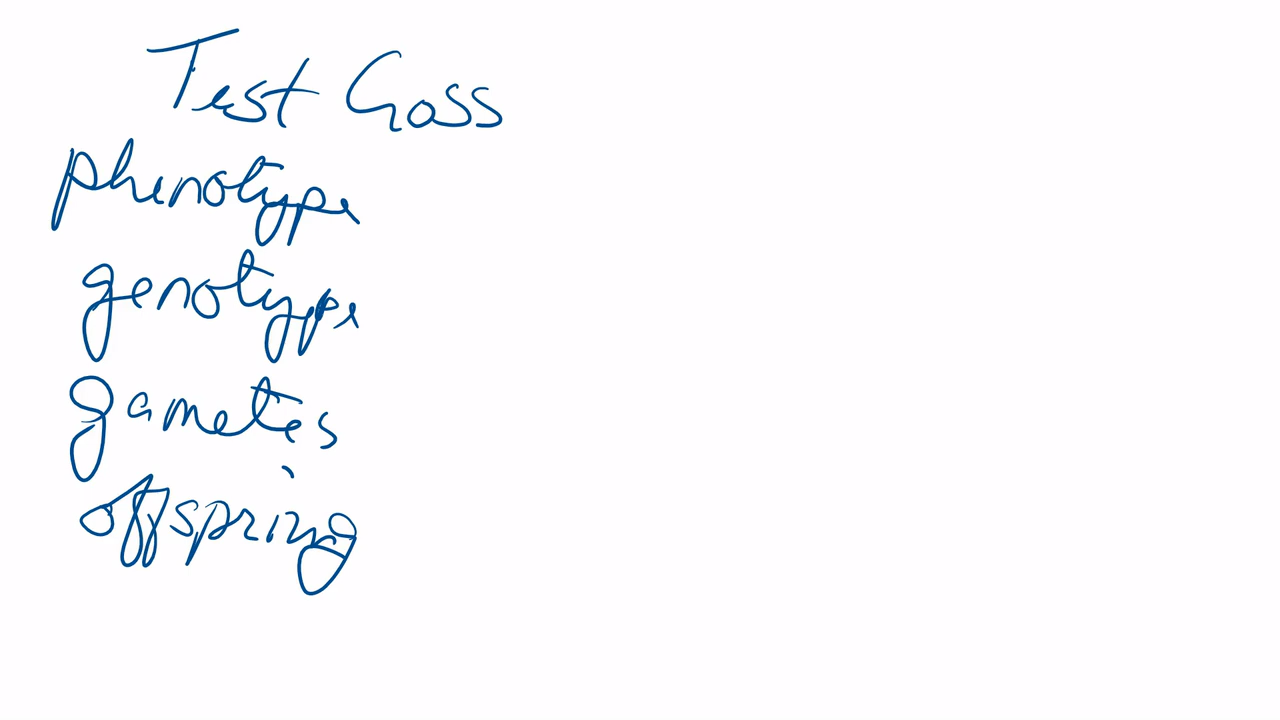 Test Cross
phenotype
genotype
gametes
offspring